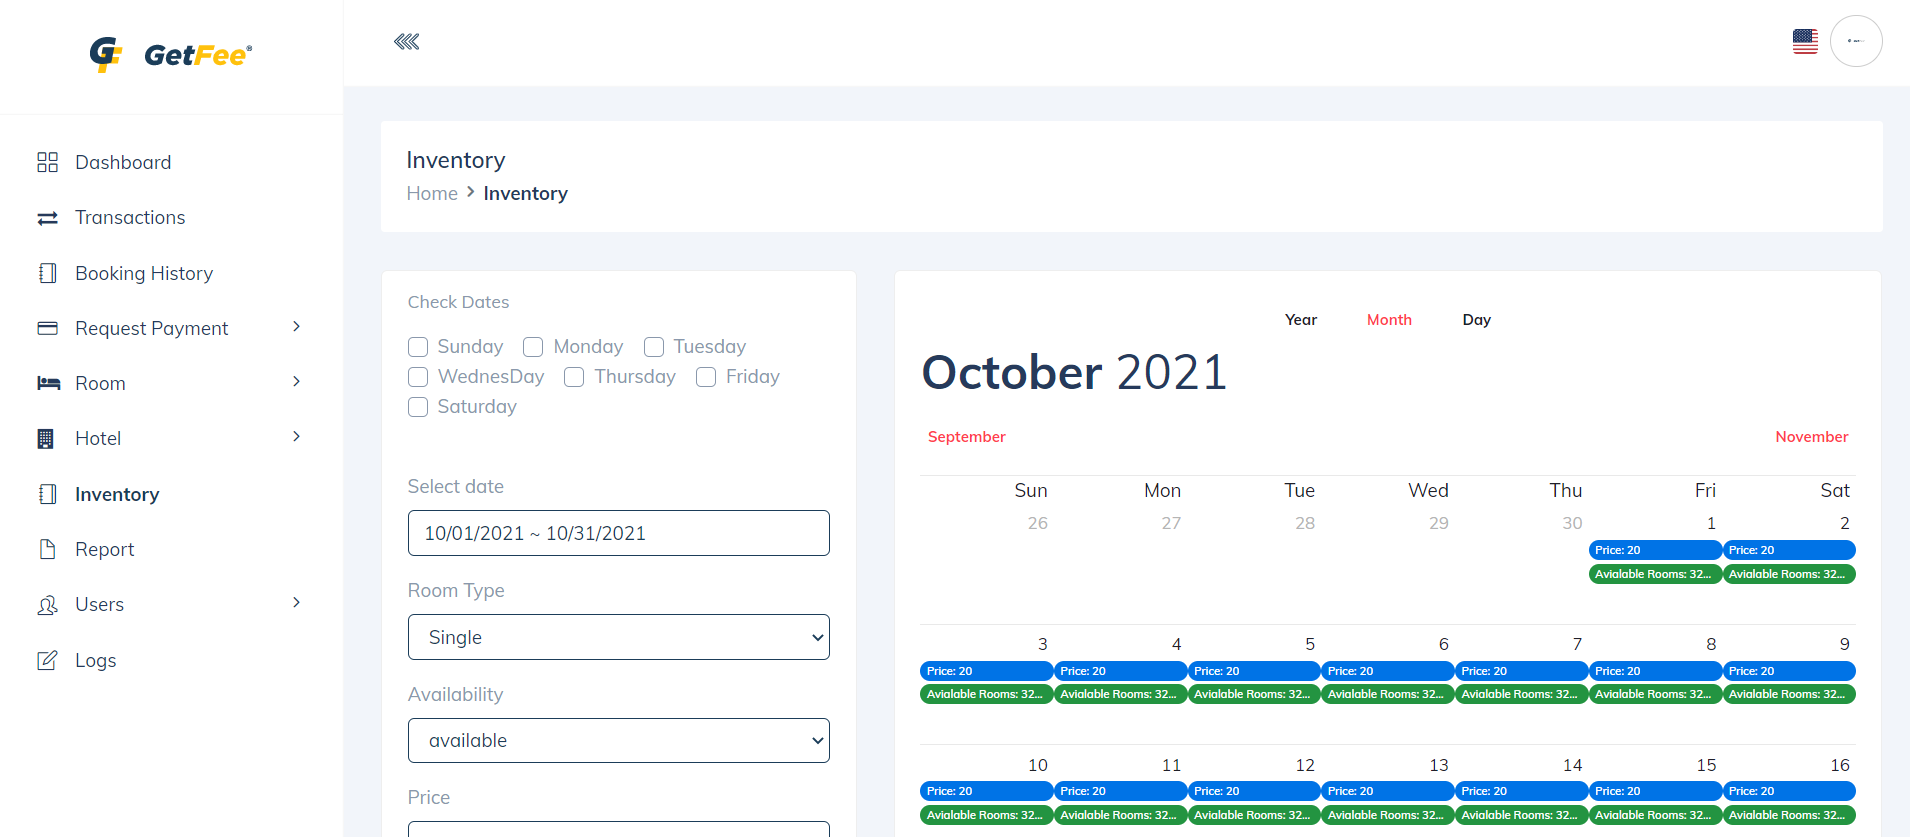 GetFee®
Dashboard
Transactions
Booking History
Request Payment
Room
Hotel
Inventory
Report
Users
Logs
Inventory
Home > Inventory
Check Dates
Sunday Monday Tuesday
WednesDay Thursday Friday
Saturday
Select date
10/01/2021 ~ 10/31/2021
Room Type
Single
Availability
available
Price
Year Month Day
October 2021
September November
Sun Mon Tue Wed Thu Fri Sat
26 27 28 29 30 1 2
Price: 20 Price: 20
Avialable Rooms: 32... Avialable Rooms: 32...
3 4 5 6 7 8 9
Price: 20 Price: 20 Price: 20 Price: 20 Price: 20 Price: 20 Price: 20
Avialable Rooms: 32... Avialable Rooms: 32... Avialable Rooms: 32... Avialable Rooms: 32... Avialable Rooms: 32... Avialable Rooms: 32... Avialable Rooms: 32...
10 11 12 13 14 15 16
Price: 20 Price: 20 Price: 20 Price: 20 Price: 20 Price: 20 Price: 20
Avialable Rooms: 32... Avialable Rooms: 32... Avialable Rooms: 32... Avialable Rooms: 32... Avialable Rooms: 32... Avialable Rooms: 32... Avialable Rooms: 32...